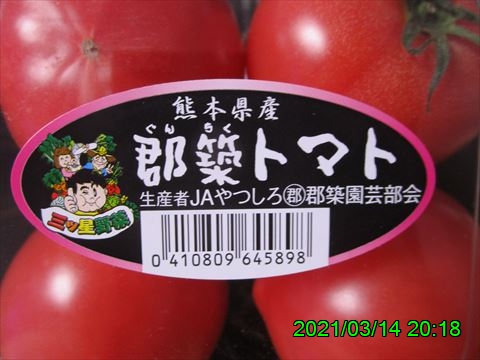 熊本県産
ぐんちく
郡築トマト
生産者JAやつしろ郡郡築園芸部会
三ツ星野菜
0 410809 645898
2021/03/14 20:18